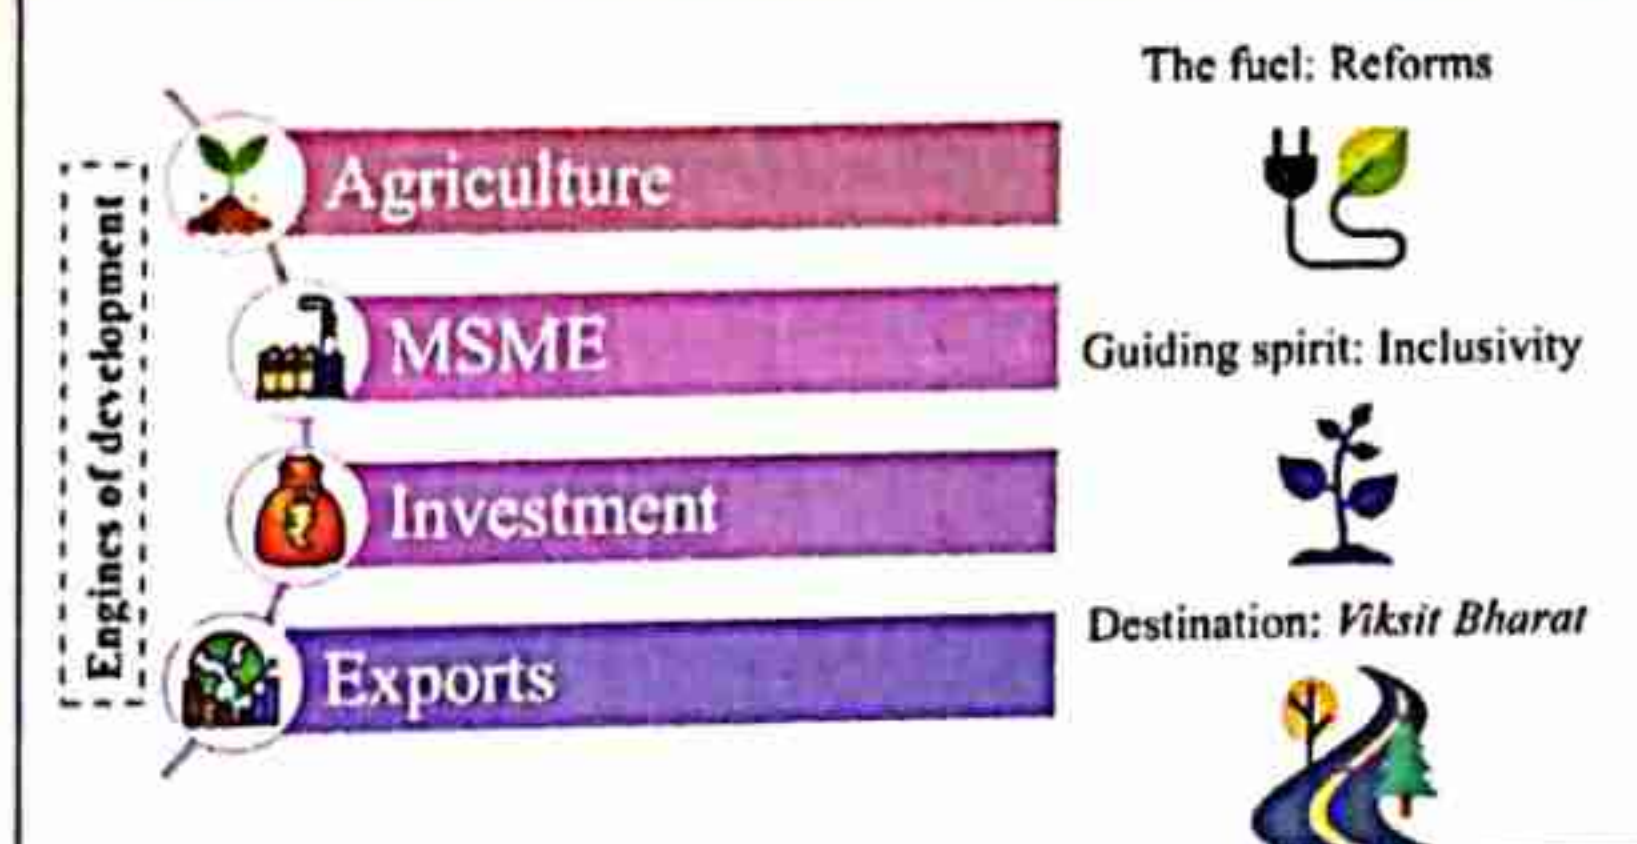 Engines of development
Agriculture
MSME
Investment
Exports
The fuel: Reforms
Guiding spirit: Inclusivity
Destination: Viksit Bharat